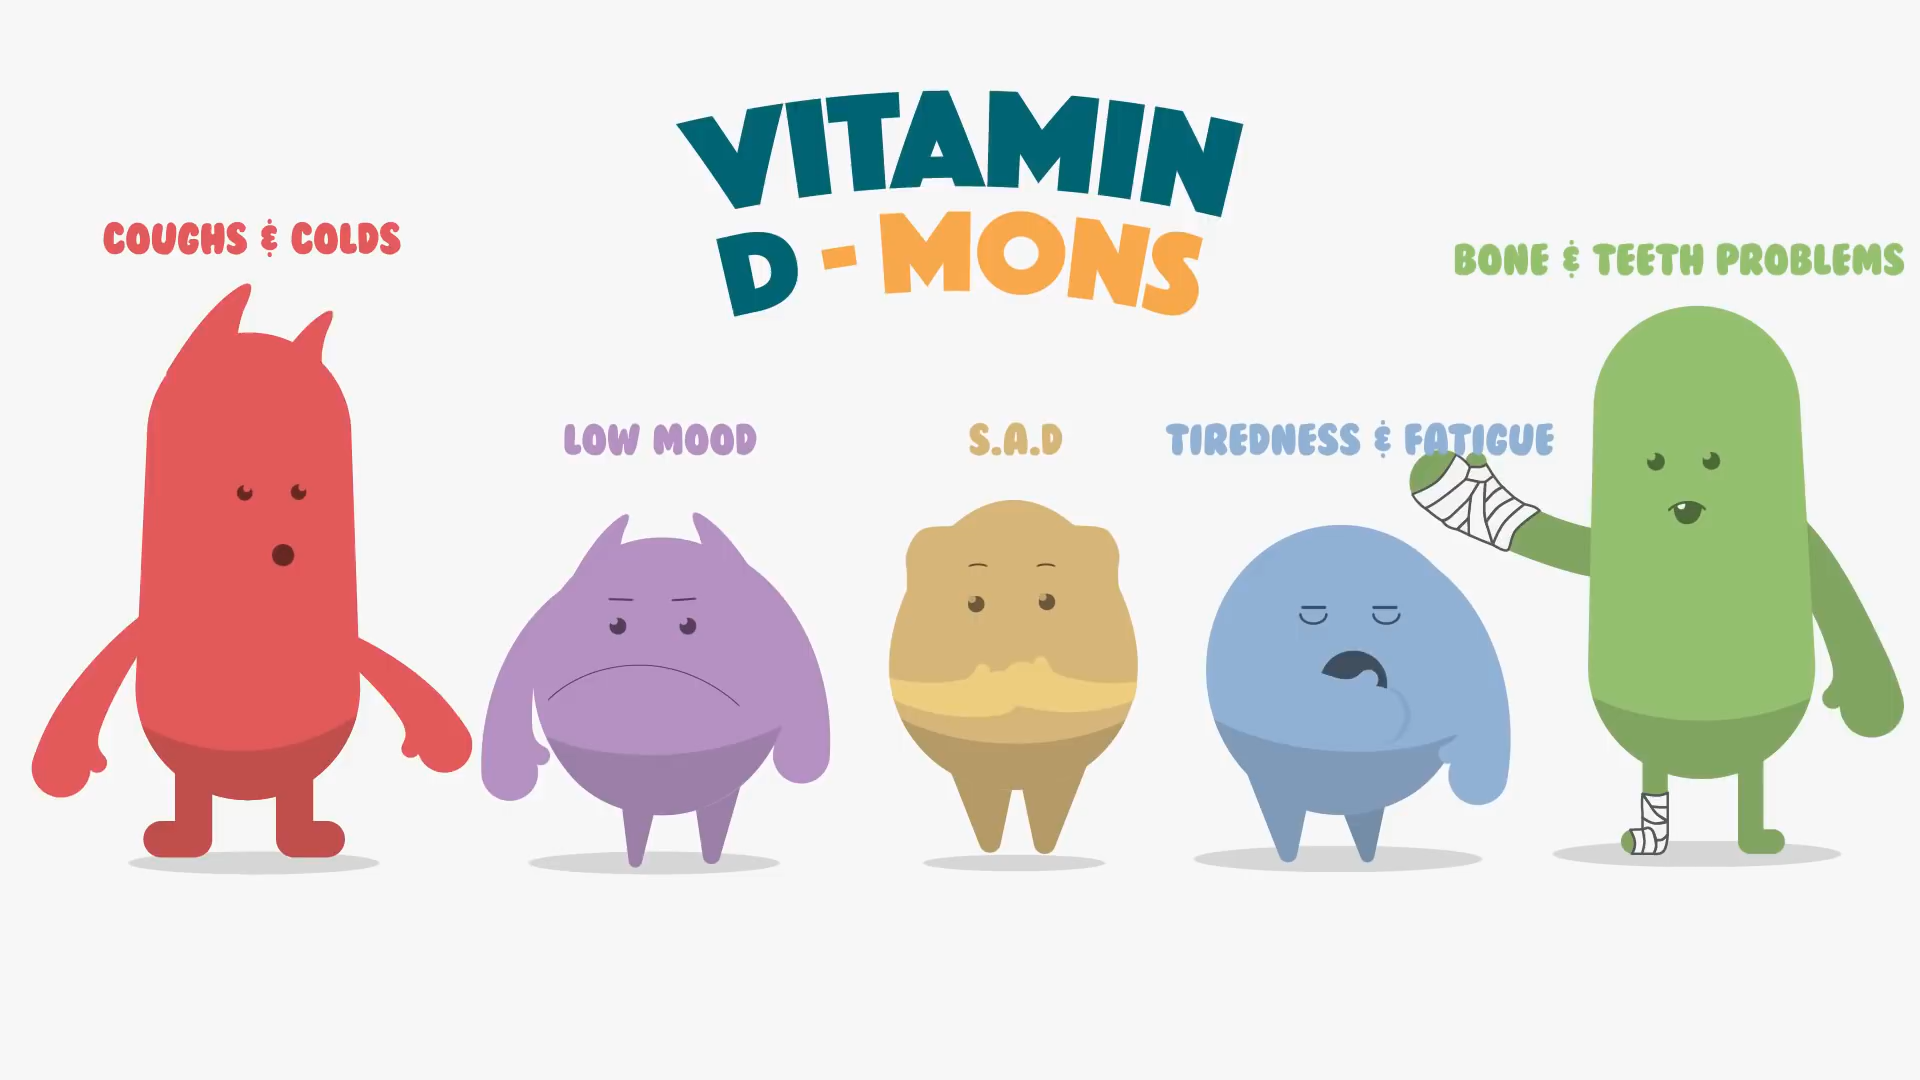 VITAMIN
D-MONS
COUGHS & COLDS
LOW MOOD
S.A.D
TIREDNESS & FATIGUE
BONE & TEETH PROBLEMS